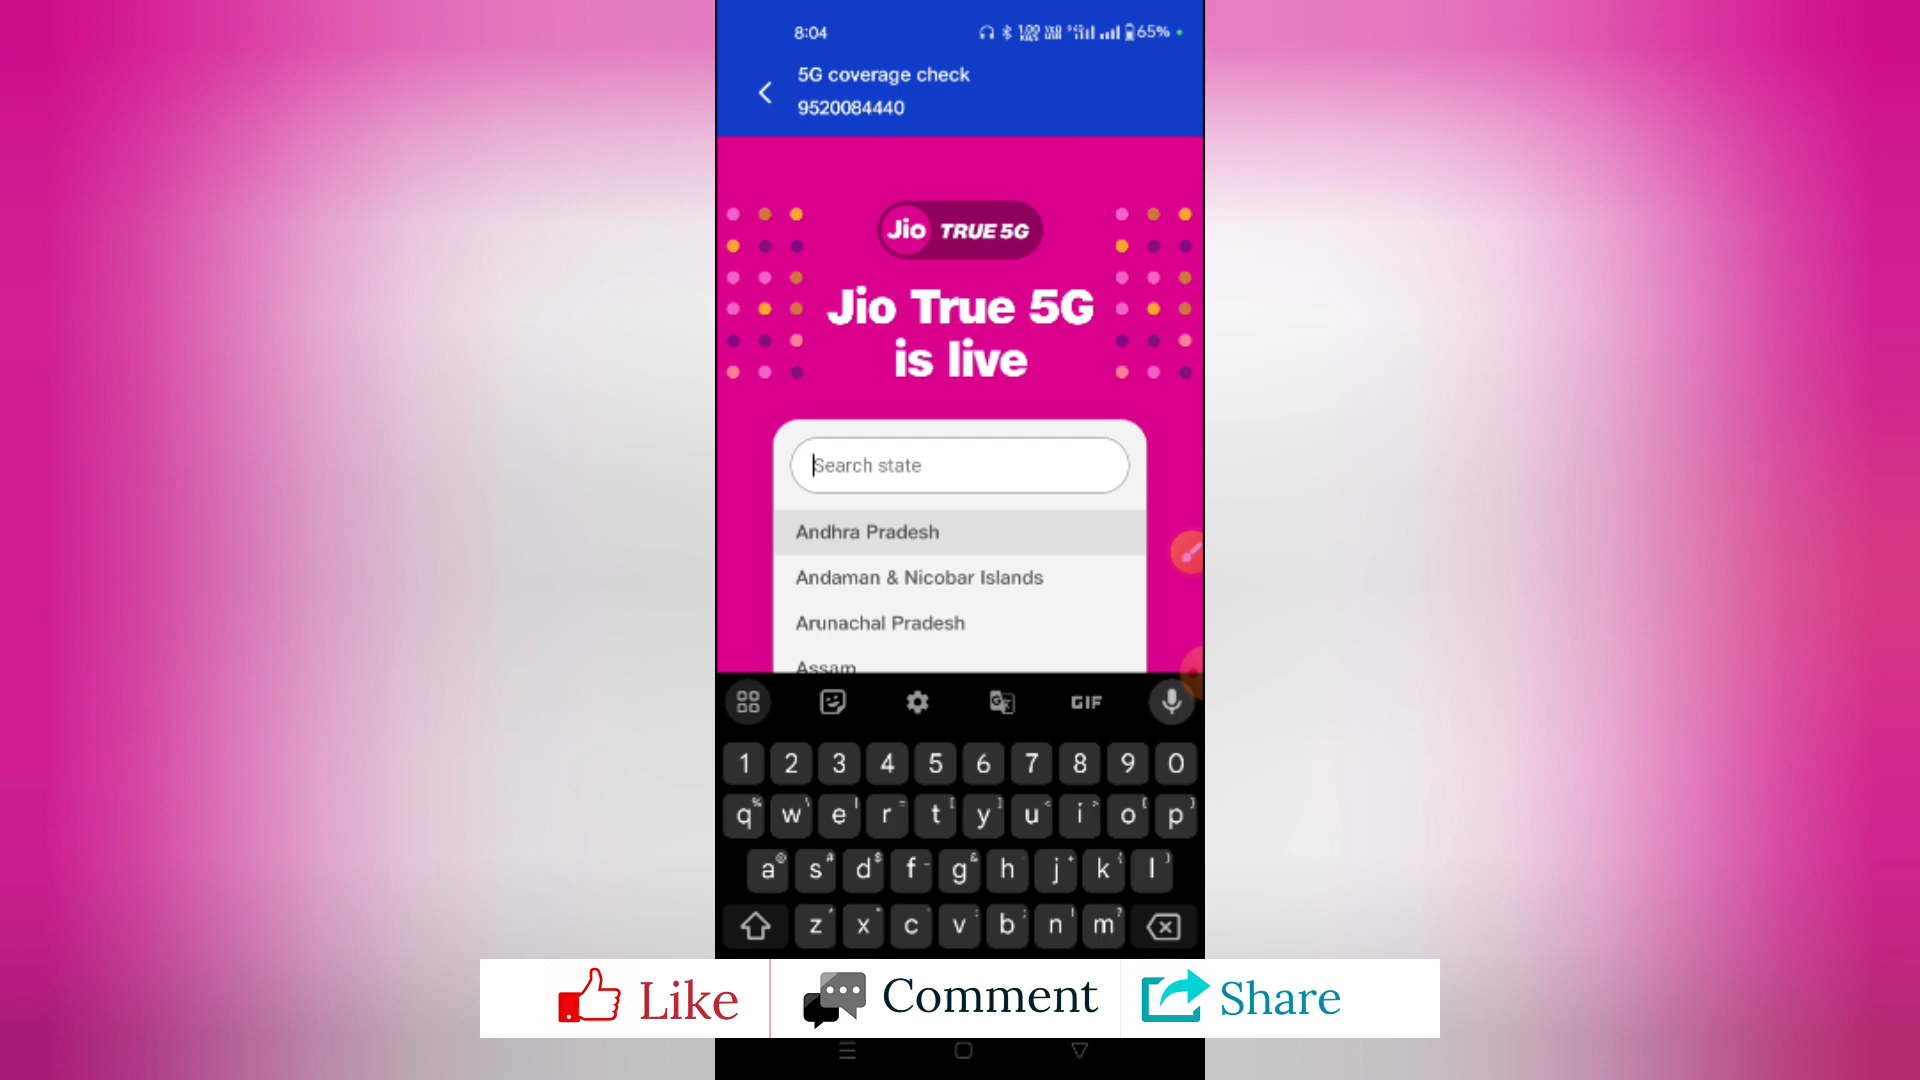 8:04
65%
5G coverage check
9520084440
Jio TRUE 5G
Jio True 5G
is live
Search state
Andhra Pradesh
Andaman & Nicobar Islands
Arunachal Pradesh
Assam
GIF
1 2 3 4 5 6 7 8 9 0
q w e r t y u i o p
a s d f g h j k l
z x c v b n m
Like Comment Share